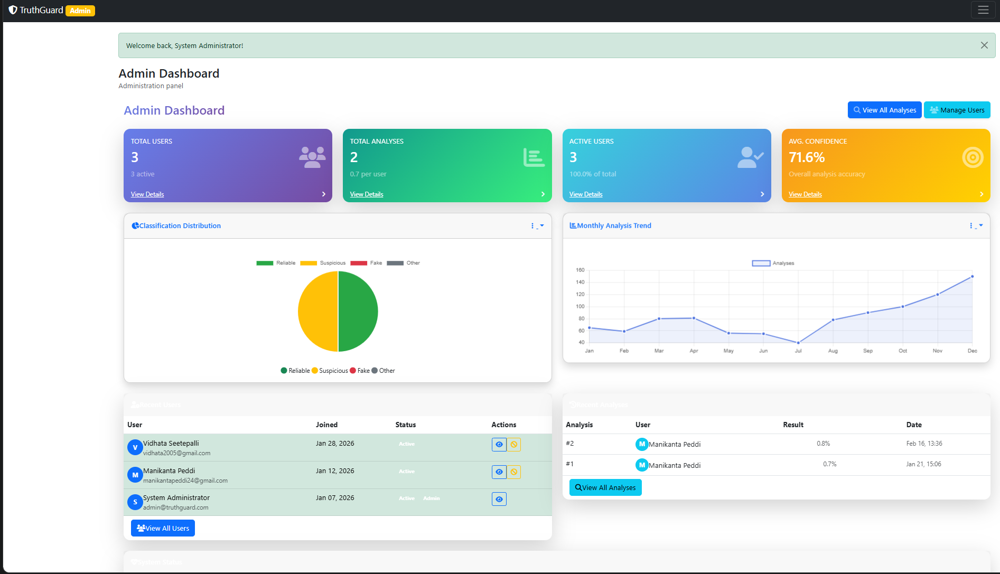 TruthGuard Admin
Welcome back, System Administrator!
Admin Dashboard
Administration panel
Admin Dashboard
View All Analyses
Manage Users
TOTAL USERS
3
3 active
View Details
TOTAL ANALYSES
2
0.7 per user
View Details
ACTIVE USERS
3
100.0% of total
View Details
AVG. CONFIDENCE
71.6%
Overall analysis accuracy
View Details
Classification Distribution
Reliable Suspicious Fake Other
Reliable Suspicious Fake Other
Monthly Analysis Trend
Analyses
160
140
120
100
80
60
40
Jan Feb Mar Apr May Jun Jul Aug Sep Oct Nov Dec
Recent Users
User Joined Status Actions
V Vidhata Seetepalli Jan 28, 2026 Active
vidhata2005@gmail.com
M Manikanta Peddi Jan 12, 2026 Active
manikantapeddi24@gmail.com
S System Administrator Jan 07, 2026 Active Admin
admin@truthguard.com
View All Users
Recent Analyses
Analysis User Result Date
#2 M Manikanta Peddi 0.8% Feb 16, 13:36
#1 M Manikanta Peddi 0.7% Jan 21, 15:06
View All Analyses
System Status